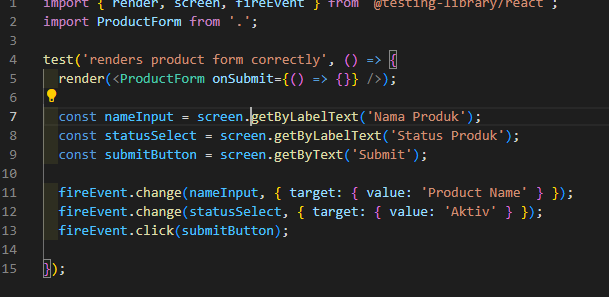 1 import { render, screen, fireEvent } from '@testing-library/react';
2 import ProductForm from '.';
3
4 test('renders product form correctly', () => {
5 render(<ProductForm onSubmit={() => {}} />);
6
7 const nameInput = screen.getByLabelText('Nama Produk');
8 const statusSelect = screen.getByLabelText('Status Produk');
9 const submitButton = screen.getByText('Submit');
10
11 fireEvent.change(nameInput, { target: { value: 'Product Name' } });
12 fireEvent.change(statusSelect, { target: { value: 'Aktiv' } });
13 fireEvent.click(submitButton);
14
15 });